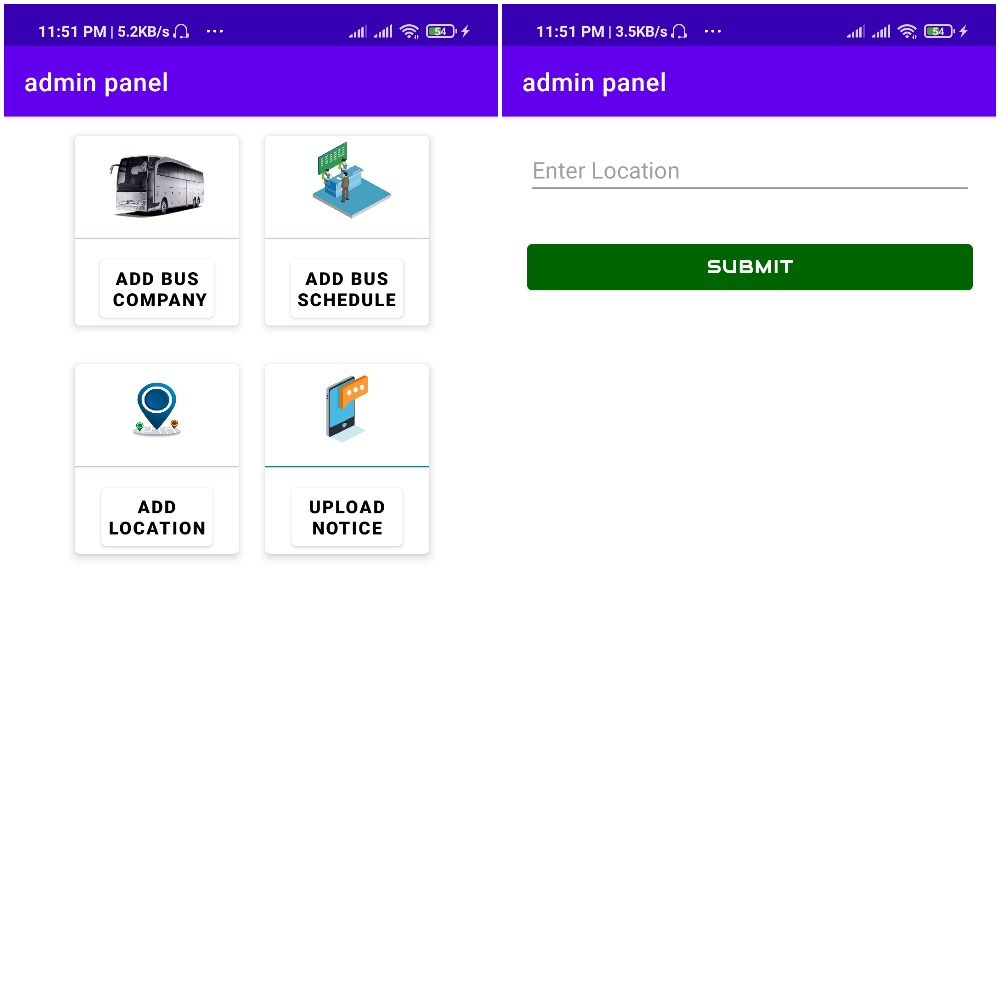 11:51 PM | 5.2KB/s ... 54
admin panel
ADD BUS
COMPANY
ADD BUS
SCHEDULE
ADD
LOCATION
UPLOAD
NOTICE
11:51 PM | 3.5KB/s ... 54
admin panel
Enter Location
SUBMIT